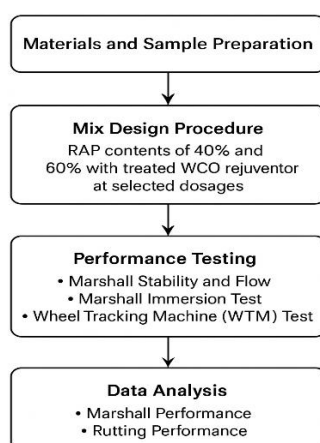 Materials and Sample Preparation
Mix Design Procedure
RAP contents of 40% and
60% with treated WCO rejuventor
at selected dosages
Performance Testing
• Marshall Stability and Flow
• Marshall Immersion Test
• Wheel Tracking Machine (WTM) Test
Data Analysis
• Marshall Performance
• Rutting Performance